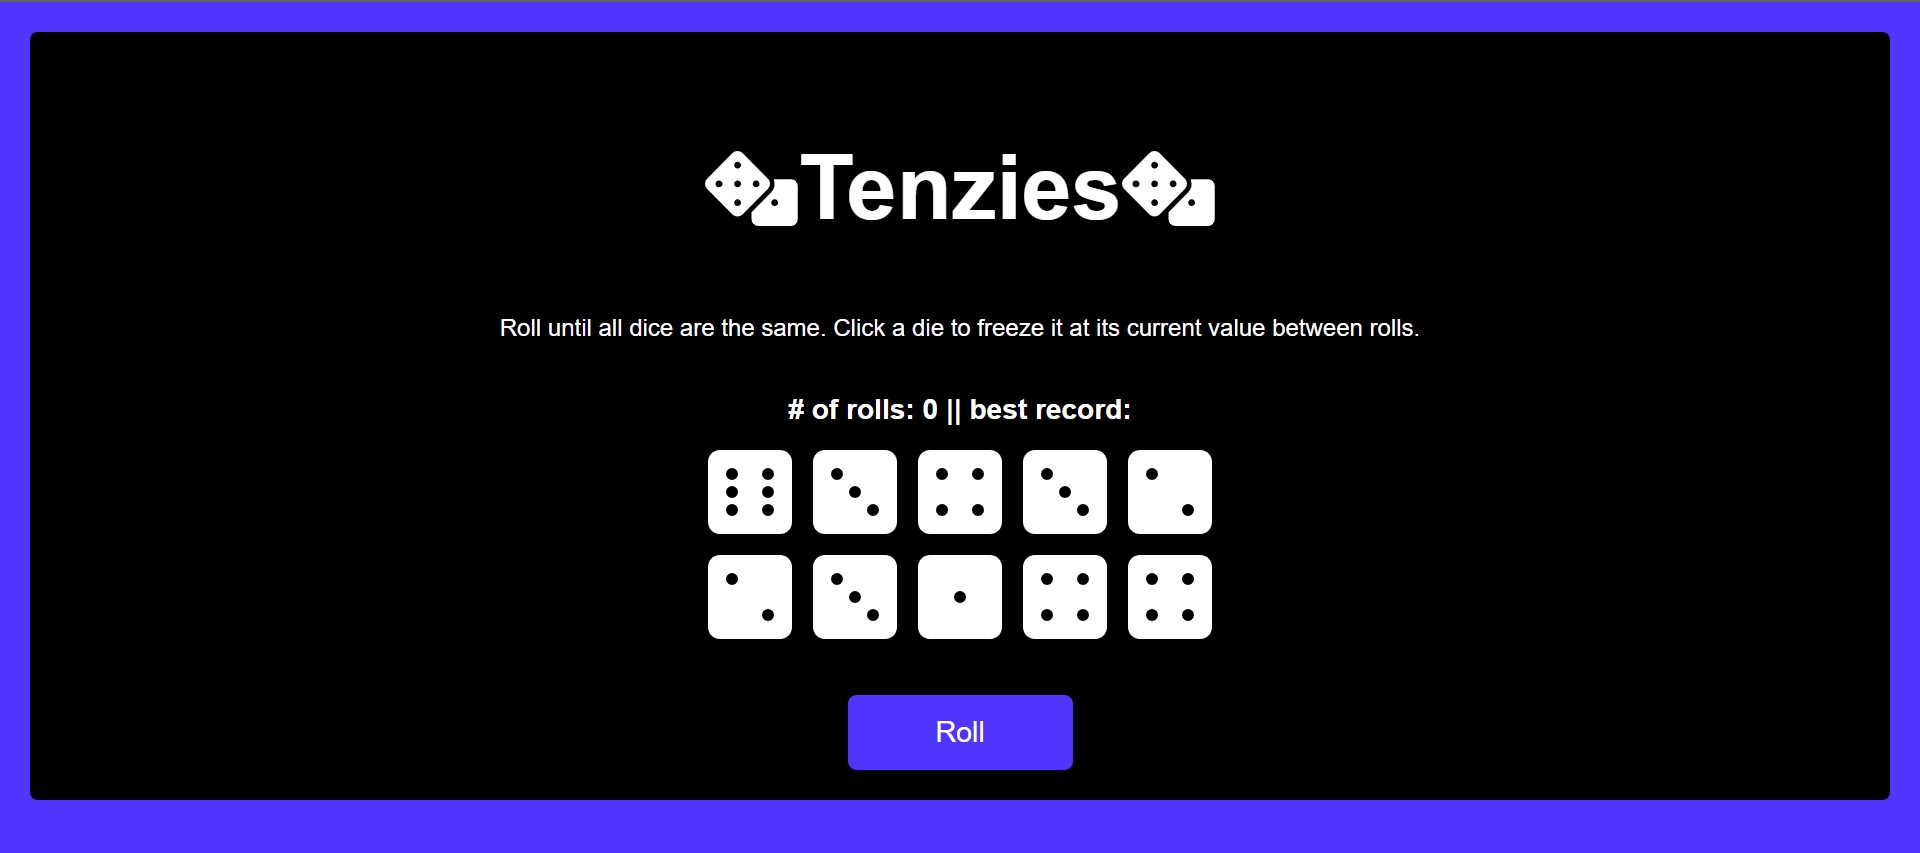 Tenzies
Roll until all dice are the same. Click a die to freeze it at its current value between rolls.
# of rolls: 0 || best record:
Roll